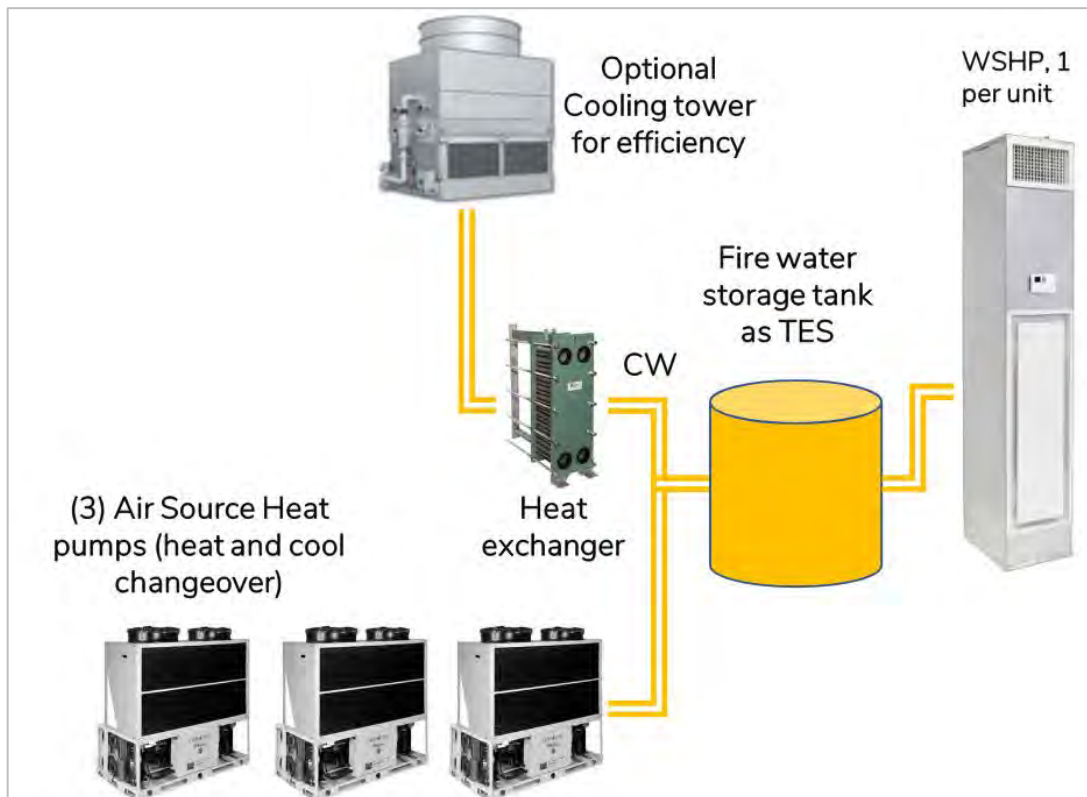 Optional
Cooling tower
for efficiency
WSHP, 1
per unit
Fire water
storage tank
as TES
CW
Heat
exchanger
(3) Air Source Heat
pumps (heat and cool
changeover)